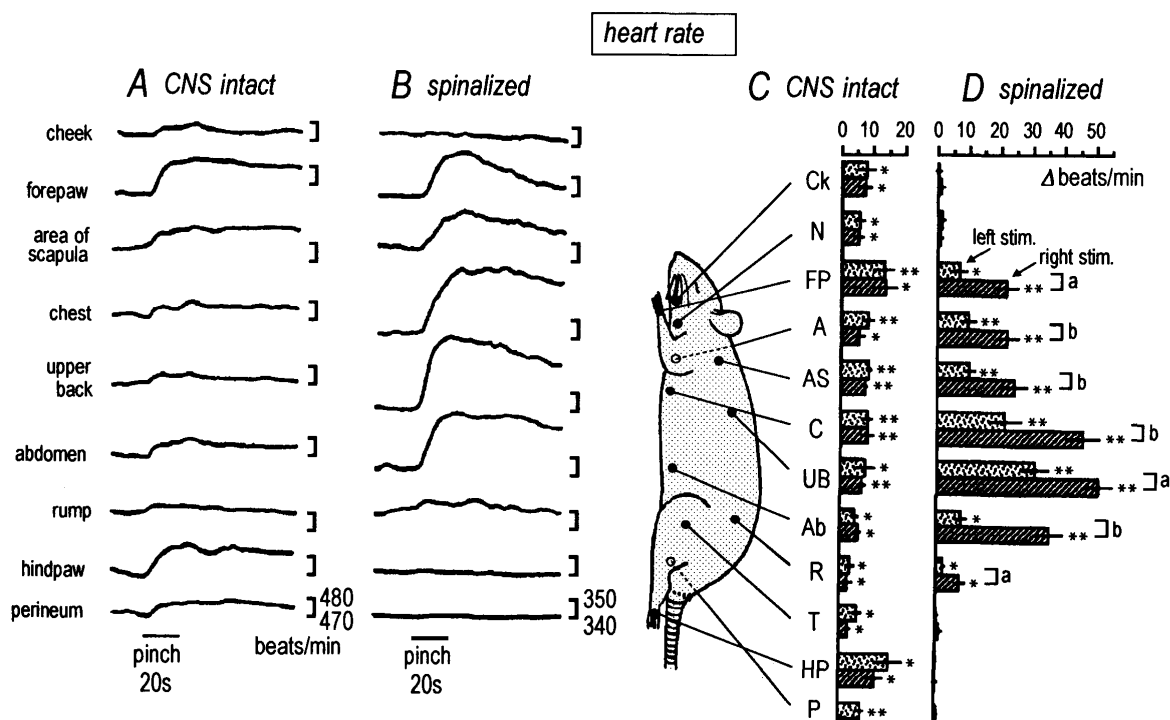 heart rate
A CNS intact
B spinalized
C CNS intact
D spinalized
cheek
forepaw
area of
scapula
chest
upper
back
abdomen
rump
hindpaw
perineum
480
470
beats/min
350
340
pinch
20s
pinch
20s
0 10 20
0 10 20 30 40 50
Δ beats/min
left stim.
right stim.
Ck * *
N * *
FP ** * * ** a
A ** * ** ** b
AS ** ** ** ** b
C ** ** ** ** b
UB * ** ** ** a
Ab * * * ** b
R * * * * a
T * *
HP * *
P **